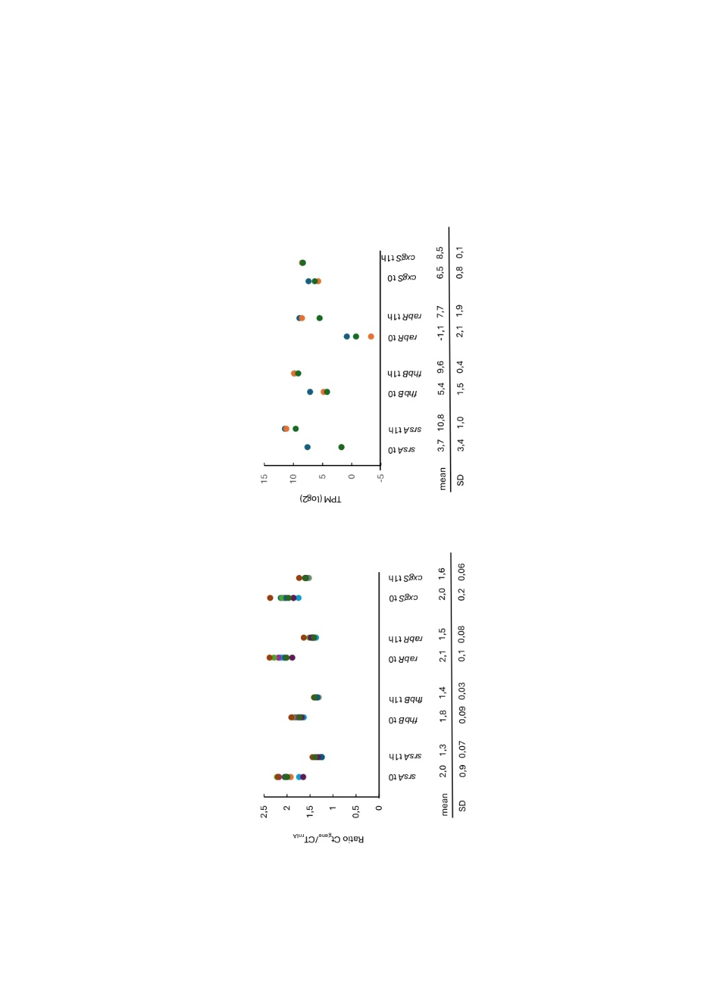 Ratio Ctgene/CTrnlA
2,5
2
1,5
1
0,5
0
srsA t0
srsA t1h
fhbB t0
fhbB t1h
rabR t0
rabR t1h
cxgS t0
cxgS t1h
mean 2,0 1,3 1,8 1,4 2,1 1,5 2,0 1,6
SD 0,9 0,07 0,09 0,03 0,1 0,08 0,2 0,06
TPM (log2)
15
10
5
0
-5
srsA t0
srsA t1h
fhbB t0
fhbB t1h
rabR t0
rabR t1h
cxgS t0
cxgS t1h
mean 3,7 10,8 5,4 9,6 -1,1 7,7 6,5 8,5
SD 3,4 1,0 1,5 0,4 2,1 1,9 0,8 0,1